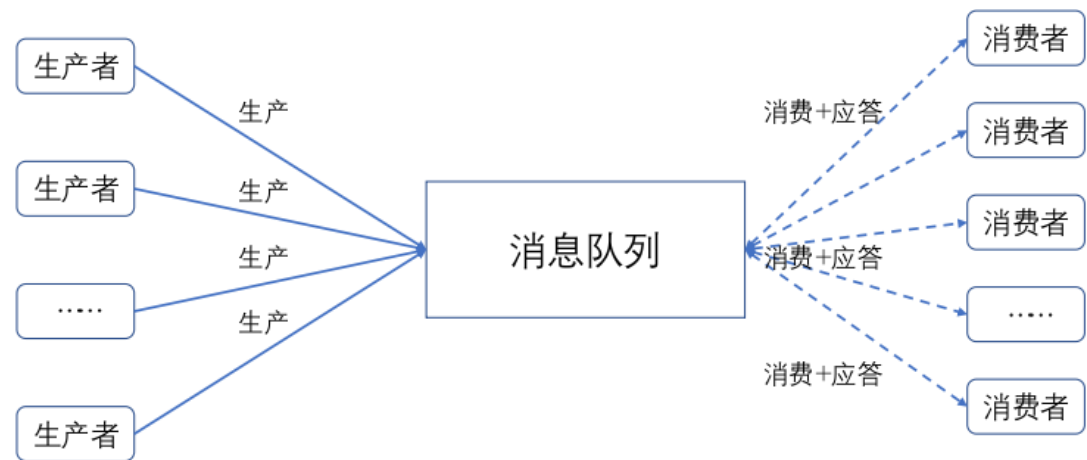 生产者
生产者
……
生产者
生产
生产
生产
生产
消息队列
消费+应答
消费+应答
消费+应答
消费者
消费者
消费者
……
消费者